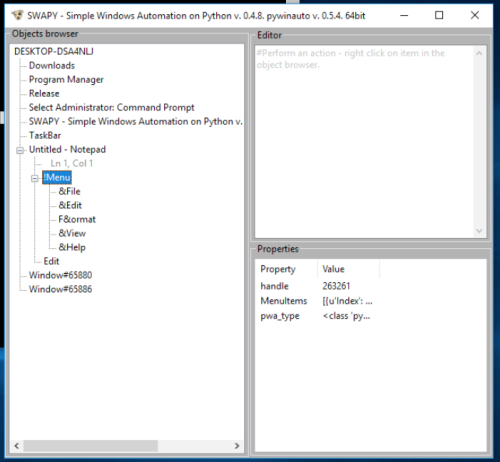 SWAPY - Simple Windows Automation on Python v. 0.4.8. pywinauto v. 0.5.4. 64bit
Objects browser
DESKTOP-DSA4NLJ
Downloads
Program Manager
Release
Select Administrator: Command Prompt
SWAPY - Simple Windows Automation on Python v.
TaskBar
Untitled - Notepad
Ln 1, Col 1
!Menu
&File
&Edit
F&ormat
&View
&Help
Edit
Window#65880
Window#65886
Editor
#Perform an action - right click on item in the
object browser.
Properties
Property Value
handle 263261
MenuItems [{u'Index': ...
pwa_type <class 'py...